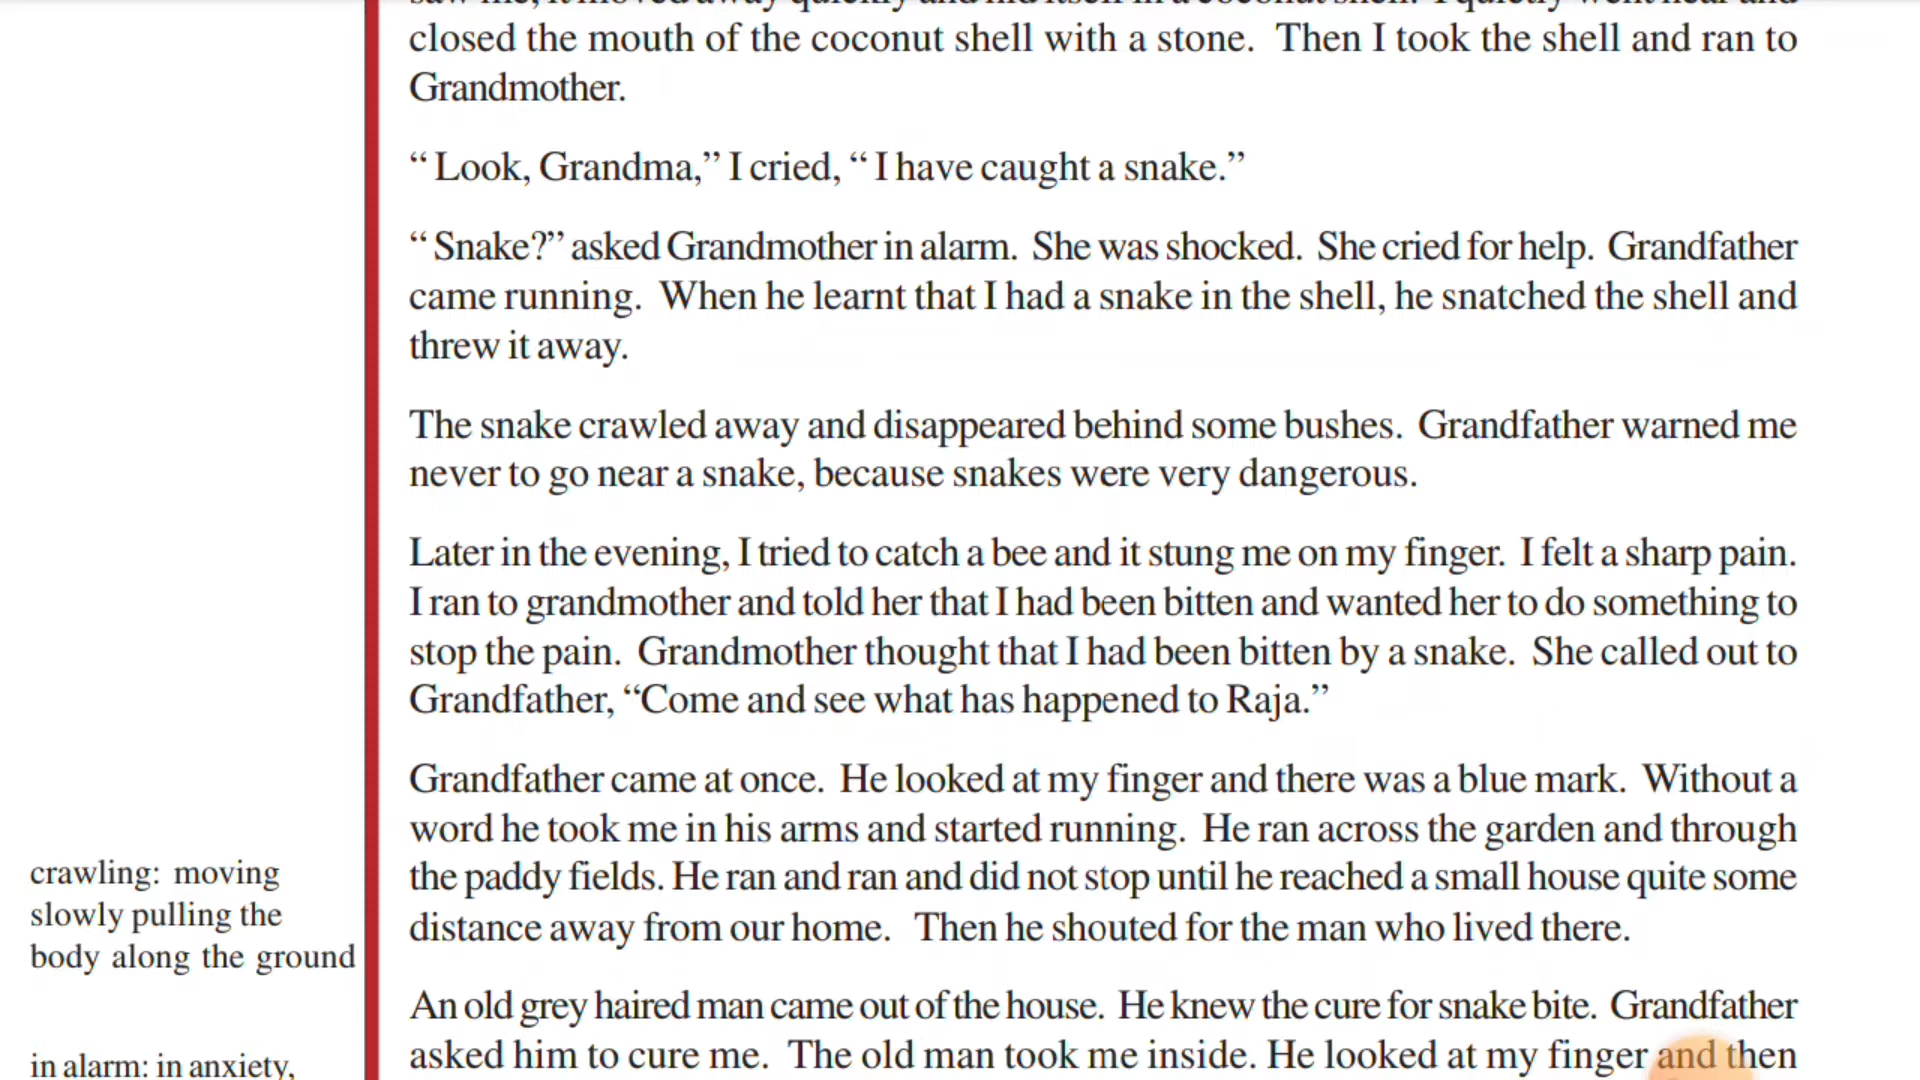 closed the mouth of the coconut shell with a stone. Then I took the shell and ran to
Grandmother.
“Look, Grandma,” I cried, “I have caught a snake.”
“Snake?” asked Grandmother in alarm. She was shocked. She cried for help. Grandfather
came running. When he learnt that I had a snake in the shell, he snatched the shell and
threw it away.
The snake crawled away and disappeared behind some bushes. Grandfather warned me
never to go near a snake, because snakes were very dangerous.
Later in the evening, I tried to catch a bee and it stung me on my finger. I felt a sharp pain.
I ran to grandmother and told her that I had been bitten and wanted her to do something to
stop the pain. Grandmother thought that I had been bitten by a snake. She called out to
Grandfather, “Come and see what has happened to Raja.”
Grandfather came at once. He looked at my finger and there was a blue mark. Without a
word he took me in his arms and started running. He ran across the garden and through
the paddy fields. He ran and ran and did not stop until he reached a small house quite some
distance away from our home. Then he shouted for the man who lived there.
An old grey haired man came out of the house. He knew the cure for snake bite. Grandfather
asked him to cure me. The old man took me inside. He looked at my finger and then
crawling: moving
slowly pulling the
body along the ground
in alarm: in anxiety,